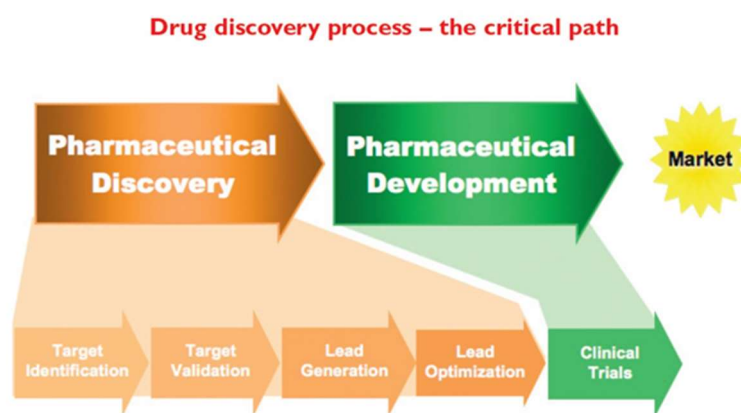 Drug discovery process – the critical path
Pharmaceutical
Discovery
Pharmaceutical
Development
Market
Target
Identification
Target
Validation
Lead
Generation
Lead
Optimization
Clinical
Trials